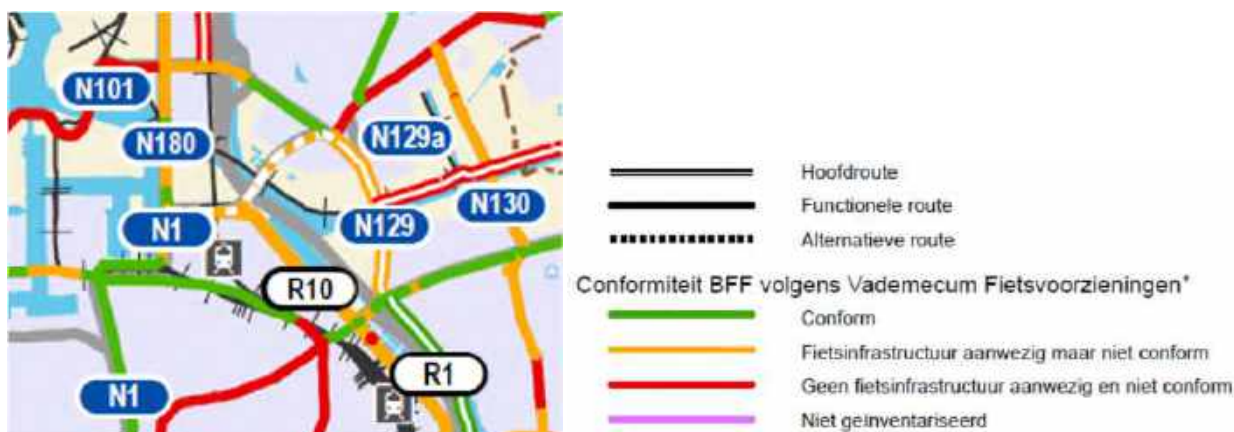 N101
N180
N129a
N1
N129
N130
R10
R1
N1
Hoofdroute
Functionele route
Alternatieve route
Conformiteit BFF volgens Vademecum Fietsvoorzieningen*
Conform
Fietsinfrastructuur aanwezig maar niet conform
Geen fietsinfrastructuur aanwezig en niet conform
Niet geïnventariseerd